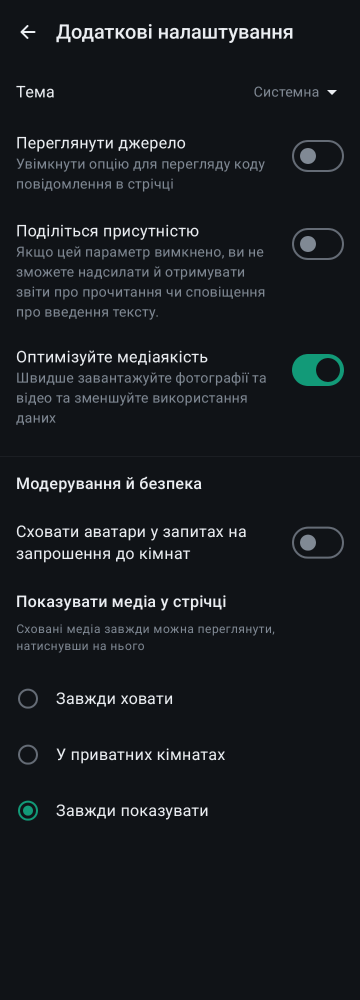 Додаткові налаштування
Тема
Системна
Переглянути джерело
Увімкнути опцію для перегляду коду
повідомлення в стрічці
Поділіться присутністю
Якщо цей параметр вимкнено, ви не
зможете надсилати й отримувати
звіти про прочитання чи сповіщення
про введення тексту.
Оптимізуйте медіаякість
Швидше завантажуйте фотографії та
відео та зменшуйте використання
даних
Модерування й безпека
Сховати аватари у запитах на
запрошення до кімнат
Показувати медіа у стрічці
Сховані медіа завжди можна переглянути,
натиснувши на нього
Завжди ховати
У приватних кімнатах
Завжди показувати